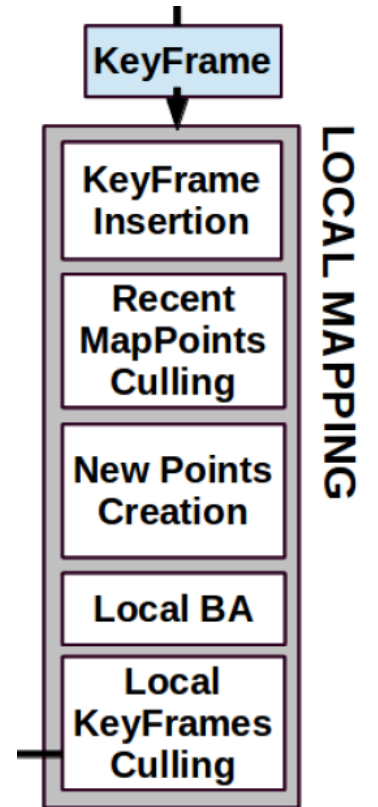 KeyFrame
LOCAL MAPPING
KeyFrame
Insertion
Recent
MapPoints
Culling
New Points
Creation
Local BA
Local
KeyFrames
Culling